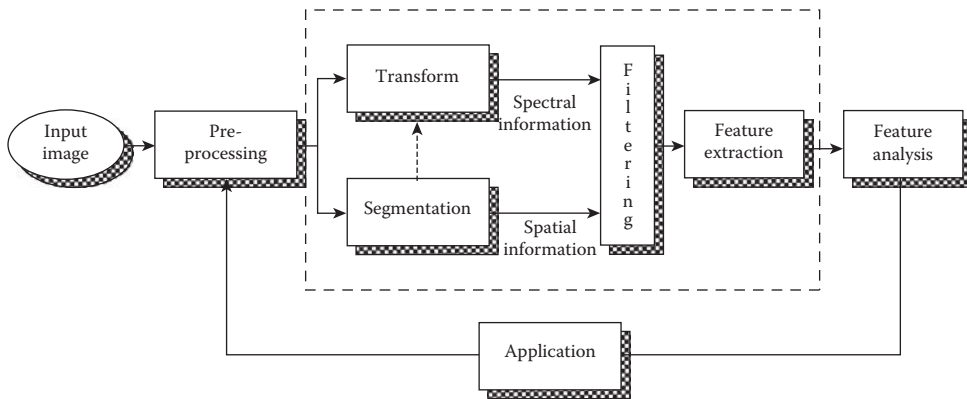 Input
image
Pre-
processing
Transform
Segmentation
Spectral
information
Spatial
information
F
i
l
t
e
r
i
n
g
Feature
extraction
Feature
analysis
Application